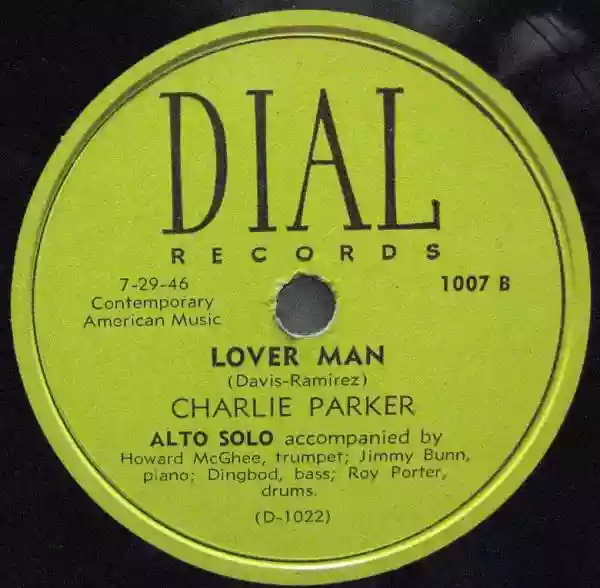 DIAL
RECORDS
7-29-46
Contemporary
American Music
1007 B
LOVER MAN
(Davis-Ramirez)
CHARLIE PARKER
ALTO SOLO accompanied by
Howard McGhee, trumpet; Jimmy Bunn,
piano; Dingbod, bass; Roy Porter,
drums.
(D-1022)